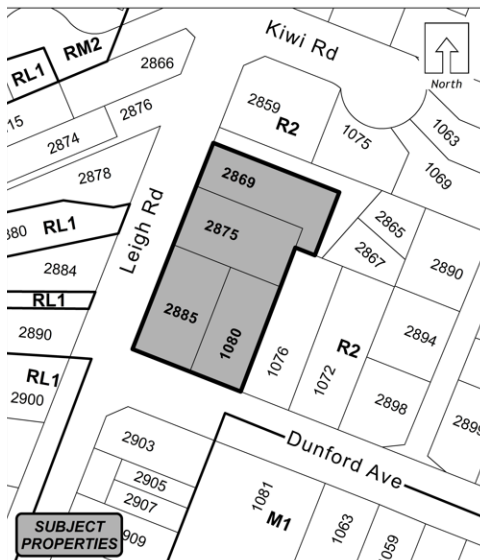 Kiwi Rd
RM2
RL1
2866
North
2859
R2
2876
15
2874
1075
1063
2878
2869
1069
2865
380
RL1
2875
2867
Leigh Rd
2884
2890
RL1
2885
1080
2890
1076
1072
R2
2894
RL1
2900
2898
2899
2903
Dunford Ave
2905
2907
1081
M1
1063
059
SUBJECT
PROPERTIES
909